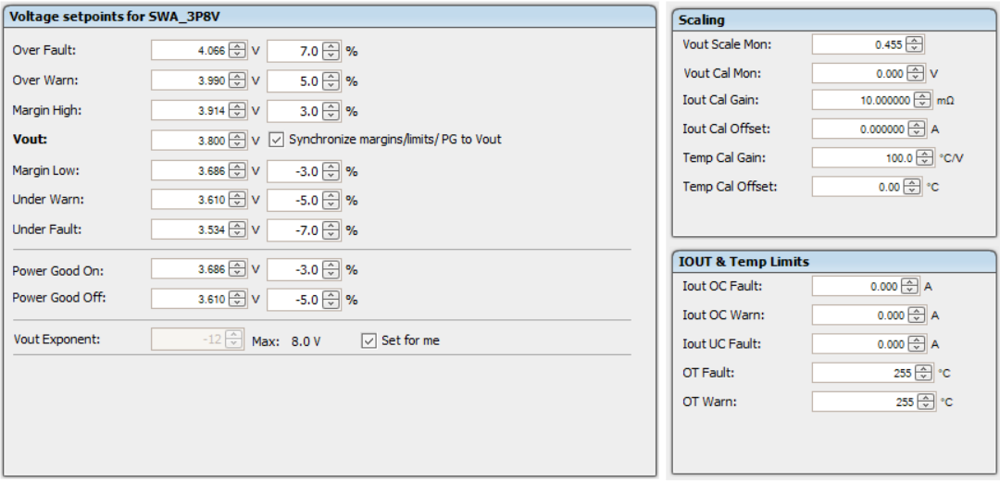 Voltage setpoints for SWA_3P8V
Over Fault: 4.066 V 7.0 %
Over Warn: 3.990 V 5.0 %
Margin High: 3.914 V 3.0 %
Vout: 3.800 V Synchronize margins/limits/ PG to Vout
Margin Low: 3.686 V -3.0 %
Under Warn: 3.610 V -5.0 %
Under Fault: 3.534 V -7.0 %
Power Good On: 3.686 V -3.0 %
Power Good Off: 3.610 V -5.0 %
Vout Exponent: -12 Max: 8.0 V Set for me
Scaling
Vout Scale Mon: 0.455
Vout Cal Mon: 0.000 V
Iout Cal Gain: 10.000000 mΩ
Iout Cal Offset: 0.000000 A
Temp Cal Gain: 100.0 °C/V
Temp Cal Offset: 0.00 °C
IOUT & Temp Limits
Iout OC Fault: 0.000 A
Iout OC Warn: 0.000 A
Iout UC Fault: 0.000 A
OT Fault: 255 °C
OT Warn: 255 °C